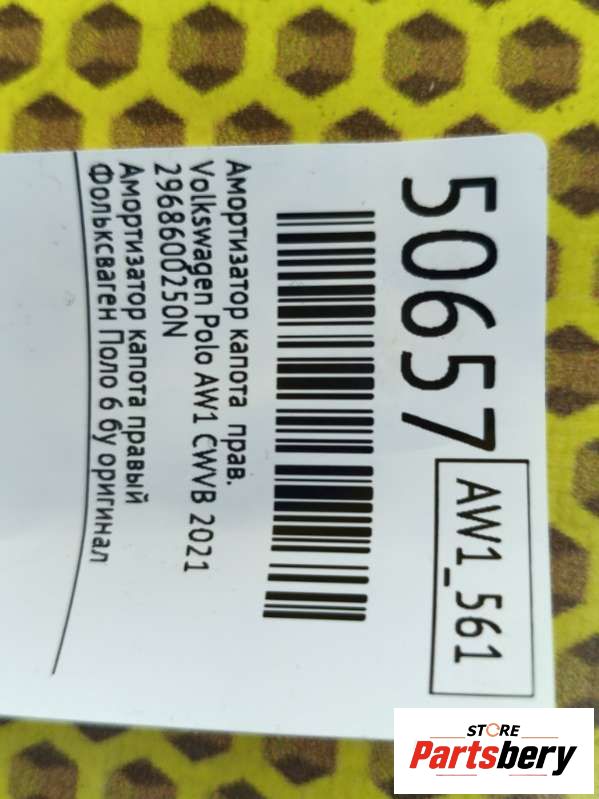 50657
AW1_561
Амортизатор капота прав.
Volkswagen Polo AW1 CWVB 2021
2968600250N
Амортизатор капота правый
Фольксваген Поло 6 бу оригинал
STORE
Partsbery